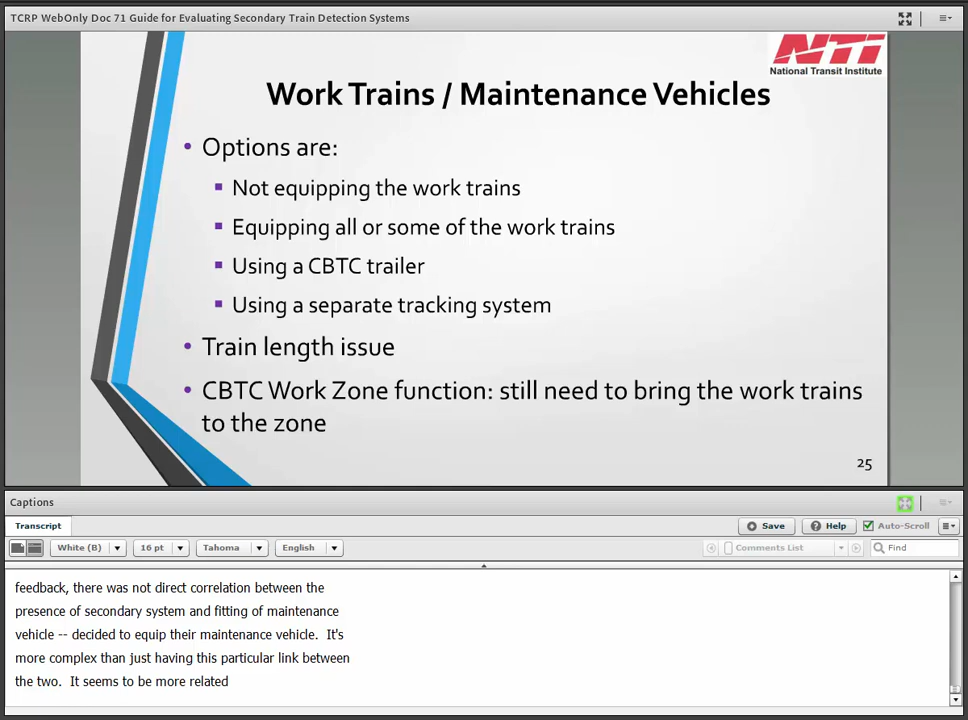 TCRP WebOnly Doc 71 Guide for Evaluating Secondary Train Detection Systems
NTI
National Transit Institute
Work Trains / Maintenance Vehicles
• Options are:
▪ Not equipping the work trains
▪ Equipping all or some of the work trains
▪ Using a CBTC trailer
▪ Using a separate tracking system
• Train length issue
• CBTC Work Zone function: still need to bring the work trains
to the zone
25
Captions
Transcript
Save
Help
Auto-Scroll
White (B)
16 pt
Tahoma
English
Comments List
Find
feedback, there was not direct correlation between the
presence of secondary system and fitting of maintenance
vehicle -- decided to equip their maintenance vehicle.  It's
more complex than just having this particular link between
the two.  It seems to be more related